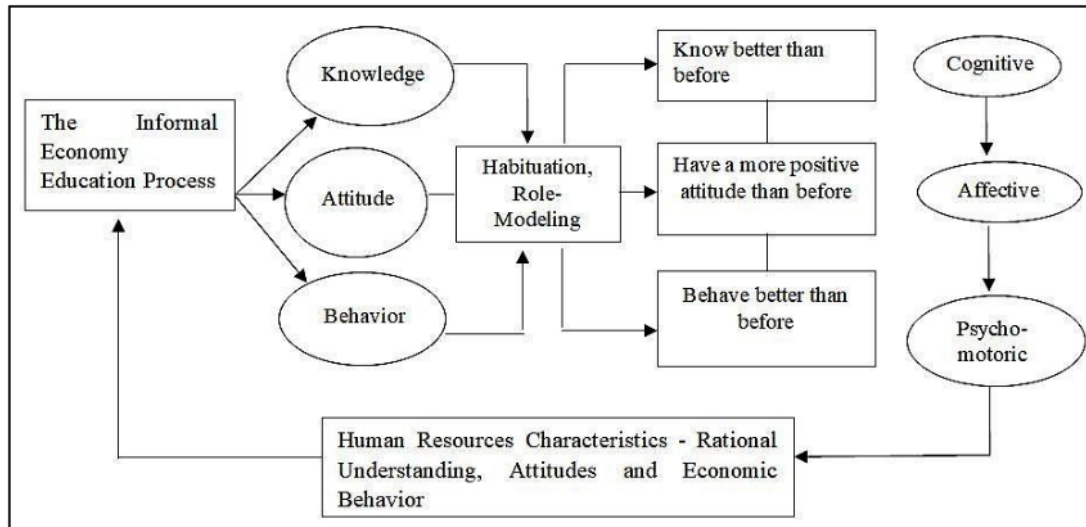 The Informal
Economy
Education Process
Knowledge
Attitude
Behavior
Habituation,
Role-
Modeling
Know better than
before
Have a more positive
attitude than before
Behave better than
before
Cognitive
Affective
Psycho-
motoric
Human Resources Characteristics - Rational
Understanding, Attitudes and Economic
Behavior